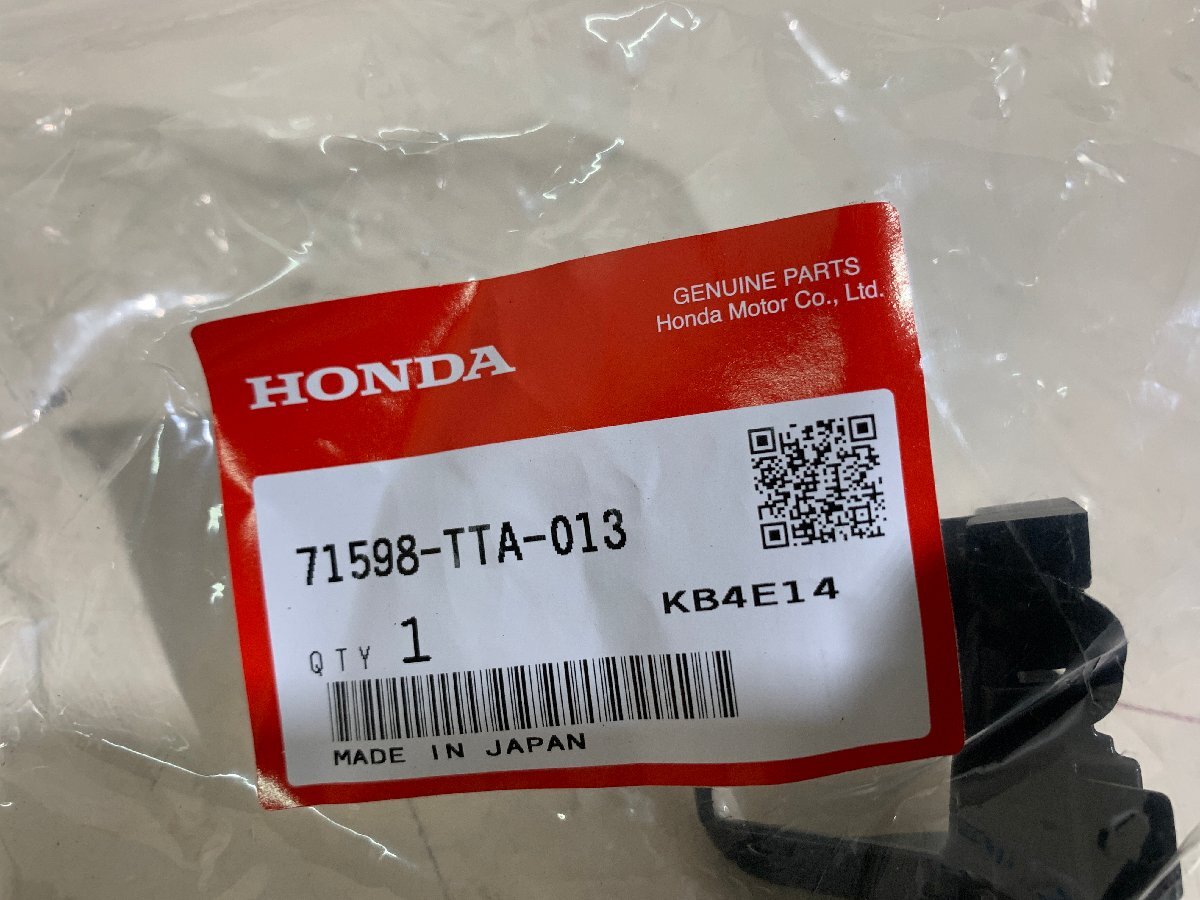 GENUINE PARTS
Honda Motor Co., Ltd.
HONDA
71598-TTA-013
KB4E14
QTY 1
MADE IN JAPAN